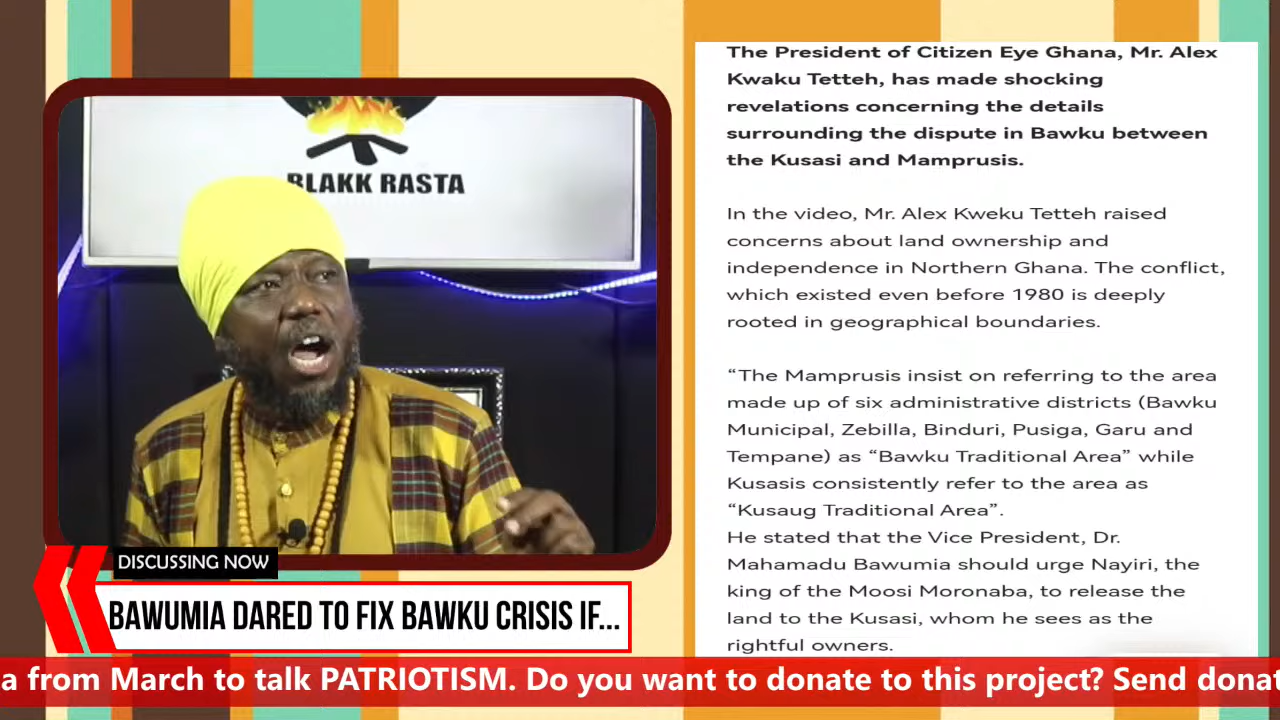 BLAKK RASTA
DISCUSSING NOW
BAWUMIA DARED TO FIX BAWKU CRISIS IF...
The President of Citizen Eye Ghana, Mr. Alex
Kwaku Tetteh, has made shocking
revelations concerning the details
surrounding the dispute in Bawku between
the Kusasi and Mamprusis.
In the video, Mr. Alex Kweku Tetteh raised
concerns about land ownership and
independence in Northern Ghana. The conflict,
which existed even before 1980 is deeply
rooted in geographical boundaries.
“The Mamprusis insist on referring to the area
made up of six administrative districts (Bawku
Municipal, Zebilla, Binduri, Pusiga, Garu and
Tempane) as “Bawku Traditional Area” while
Kusasis consistently refer to the area as
“Kusaug Traditional Area”.
He stated that the Vice President, Dr.
Mahamadu Bawumia should urge Nayiri, the
king of the Moosi Moronaba, to release the
land to the Kusasi, whom he sees as the
rightful owners.
a from March to talk PATRIOTISM. Do you want to donate to this project? Send donat